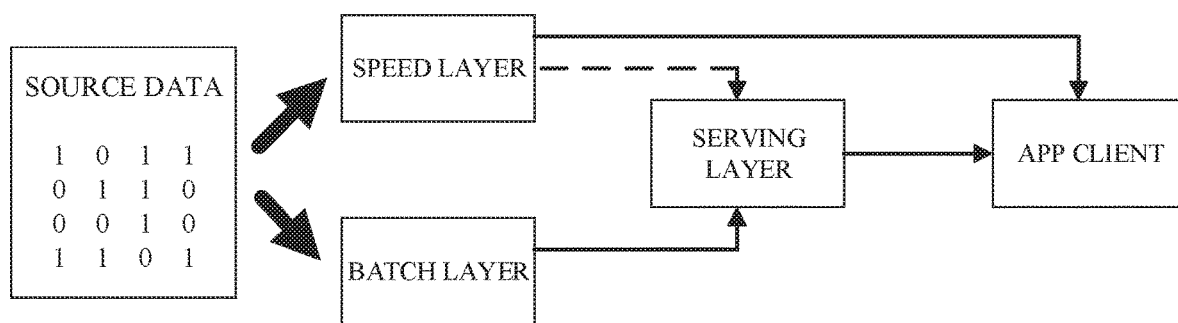 SOURCE DATA
1 0 1 1
0 1 1 0
0 0 1 0
1 1 0 1
SPEED LAYER
BATCH LAYER
SERVING
LAYER
APP CLIENT